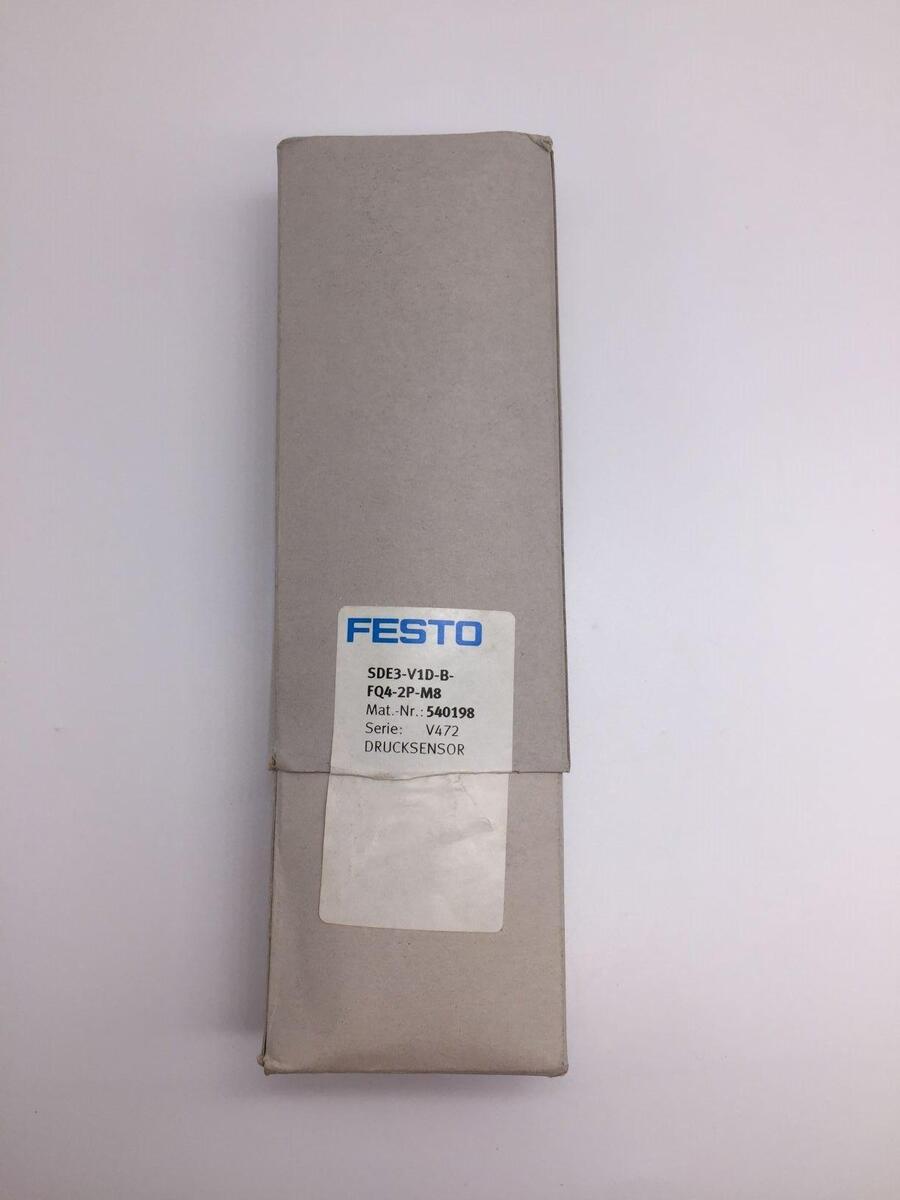 FESTO
SDE3-V1D-B-
FQ4-2P-M8
Mat.-Nr.: 540198
Serie: V472
DRUCKSENSOR